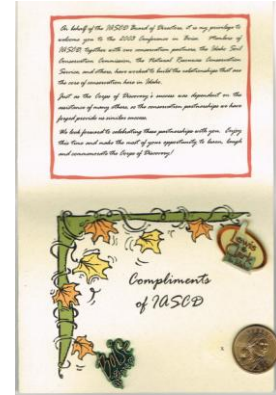 On behalf of the IASCD Board of Directors, it is my privilege to
welcome you to the 2003 Conference in Boise. Members of
IASCD, together with our conservation partners, the Idaho Soil
Conservation Commission, the Natural Resources Conservation
Service, and others, have worked to build the relationships that are
the core of conservation here in Idaho.
Just as the Corps of Discovery's success was dependent on the
assistance of many others, so the conservation partnerships we have
forged provide us similar success.
We look forward to celebrating these partnerships with you. Enjoy
this time and make the most of your opportunity to learn, laugh
and commemorate the Corps of Discovery!
Compliments
of IASCD